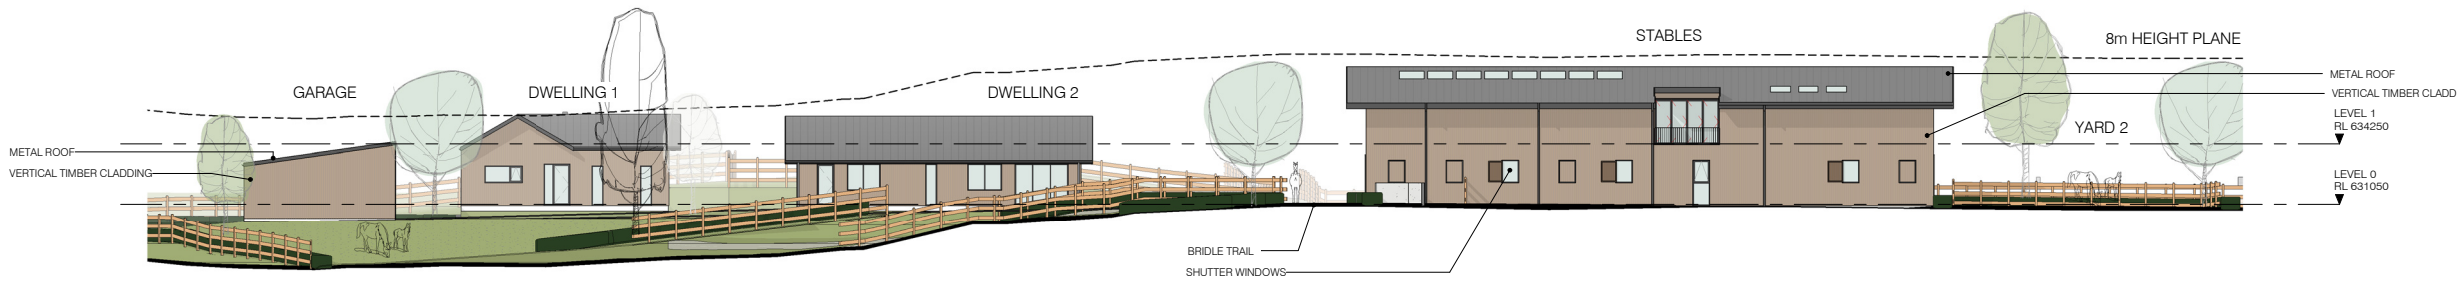 STABLES
8m HEIGHT PLANE
GARAGE
DWELLING 1
DWELLING 2
METAL ROOF
VERTICAL TIMBER CLADD
LEVEL 1
RL 634250
YARD 2
METAL ROOF
VERTICAL TIMBER CLADDING
LEVEL 0
RL 631050
BRIDLE TRAIL
SHUTTER WINDOWS